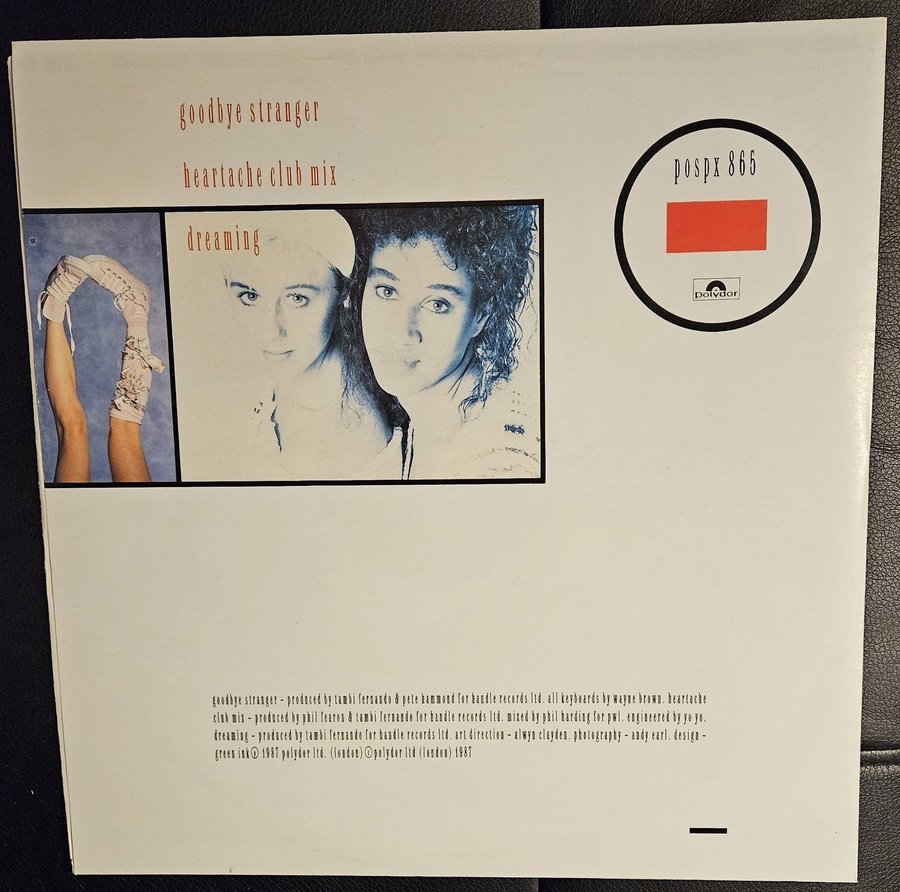 goodbye stranger
heartache club mix
dreaming
pospx 865
polydor
goodbye stranger – produced by tambi fernando & pete hammond for handle records ltd. all keyboards by wayne brown. heartache
club mix – produced by phil fearon & tambi fernando for handle records ltd. mixed by phil harding for pwl. engineered by yo yo.
dreaming – produced by tambi fernando for handle records ltd. art direction – alwyn clayden. photography – andy earl. design –
green ink ℗ 1987 polydor ltd. (london) ©polydor ltd (london) 1987